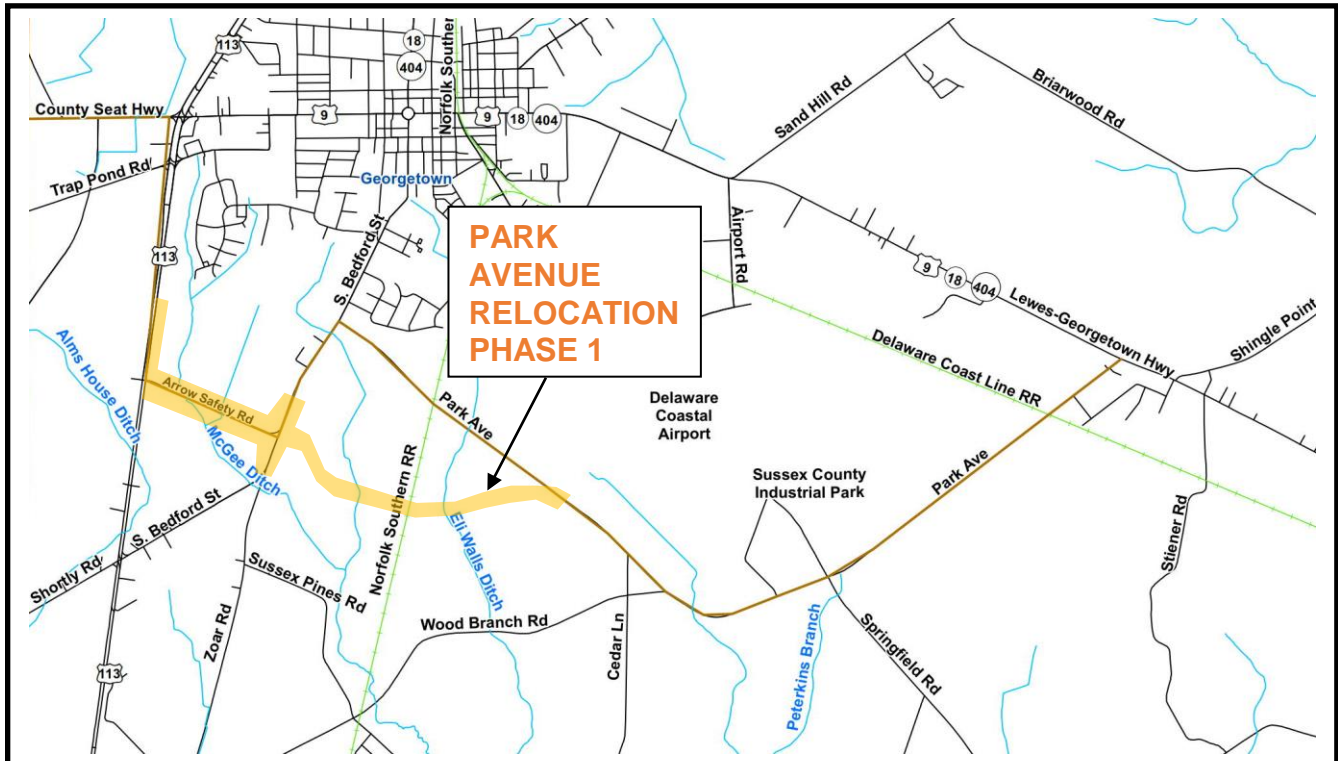 113
18
404
Norfolk Southern
County Seat Hwy
9
9
18
404
Sand Hill Rd
Briarwood Rd
Trap Pond Rd
Georgetown
113
S. Bedford St
PARK
AVENUE
RELOCATION
PHASE 1
Airport Rd
9
18
404
Lewes-Georgetown Hwy
Shingle Point
Alms House Ditch
Arrow Safety Rd
McGee Ditch
Park Ave
Delaware
Coastal
Airport
Delaware Coast Line RR
Norfolk Southern RR
Sussex County
Industrial Park
Park Ave
S. Bedford St
Eli Walls Ditch
Stiener Rd
Shortly Rd
Sussex Pines Rd
Zoar Rd
Wood Branch Rd
Cedar Ln
Peterkins Branch
Springfield Rd
113